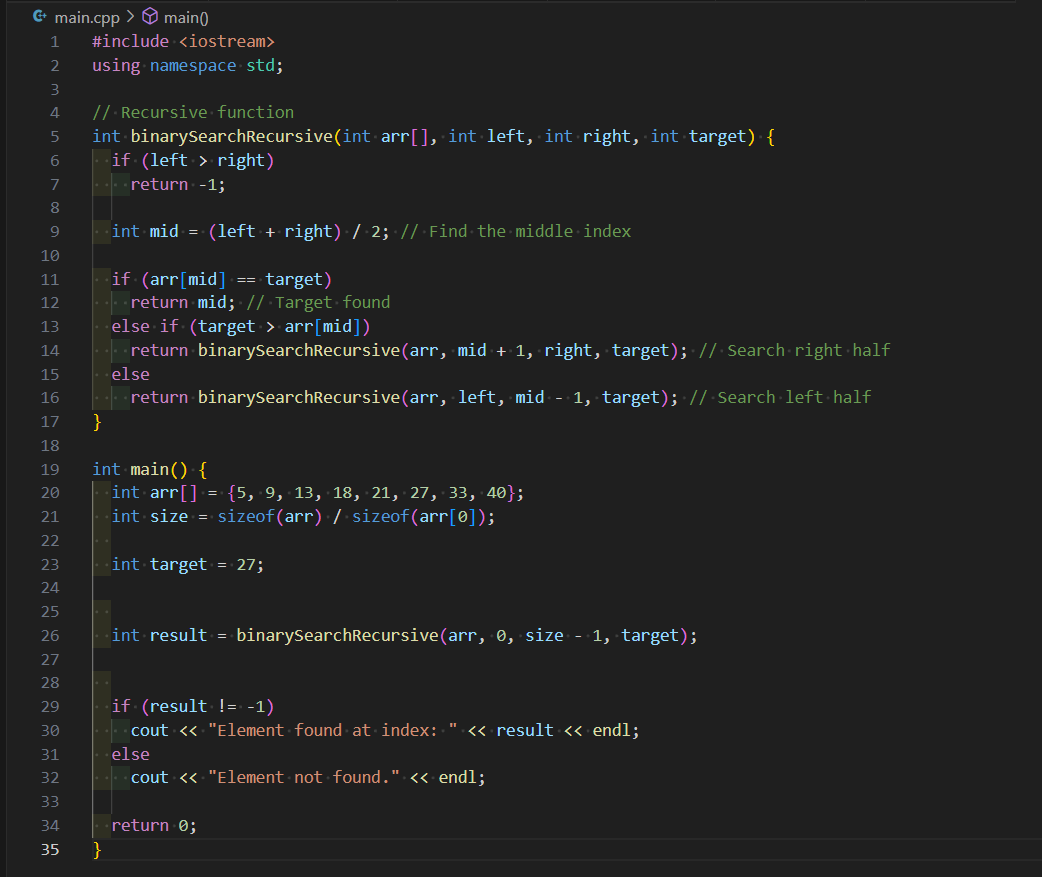 main.cpp > main()
1 #include <iostream>
2 using namespace std;
3
4 // Recursive function
5 int binarySearchRecursive(int arr[], int left, int right, int target) {
6   if (left > right)
7     return -1;
8
9   int mid = (left + right) / 2; // Find the middle index
10
11   if (arr[mid] == target)
12     return mid; // Target found
13   else if (target > arr[mid])
14     return binarySearchRecursive(arr, mid + 1, right, target); // Search right half
15   else
16     return binarySearchRecursive(arr, left, mid - 1, target); // Search left half
17 }
18
19 int main() {
20   int arr[] = {5, 9, 13, 18, 21, 27, 33, 40};
21   int size = sizeof(arr) / sizeof(arr[0]);
22
23   int target = 27;
24
25
26   int result = binarySearchRecursive(arr, 0, size - 1, target);
27
28
29   if (result != -1)
30     cout << "Element found at index: " << result << endl;
31   else
32     cout << "Element not found." << endl;
33
34   return 0;
35 }